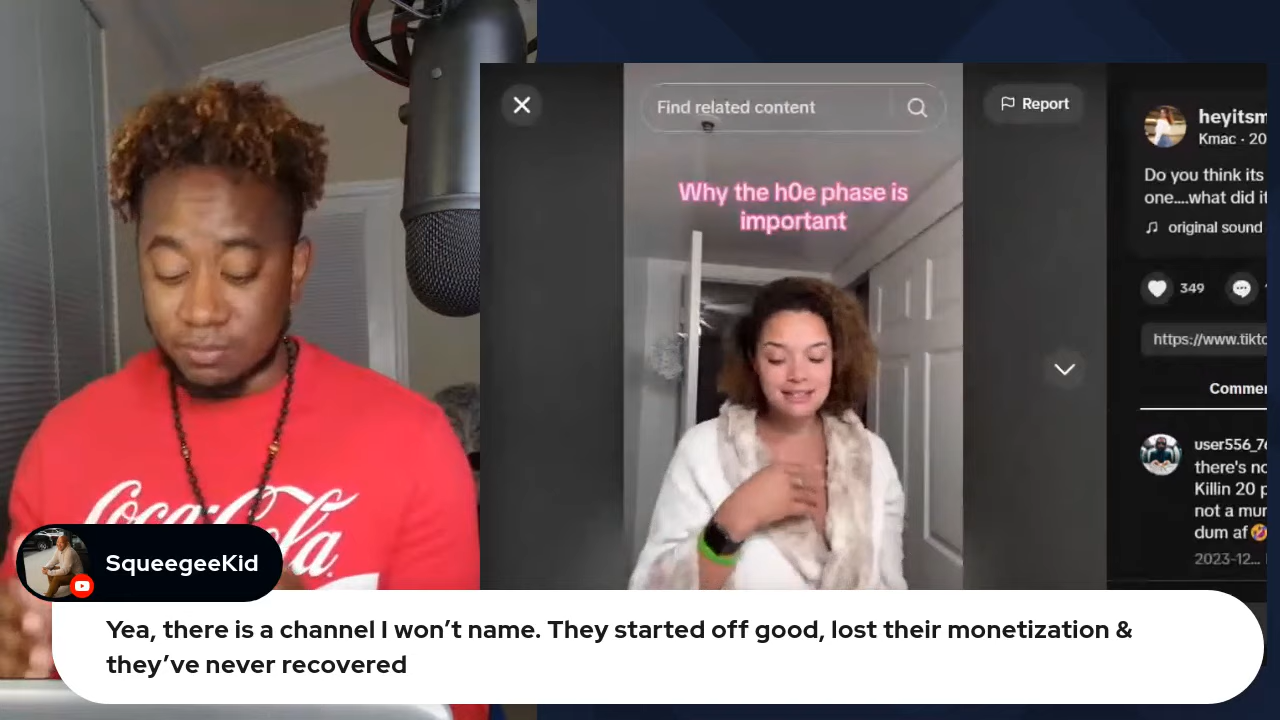 Find related content
Report
Why the h0e phase is
important
heyitsm
Kmac · 20
Do you think its
one....what did it
original sound
349
https://www.tikto
Commer
user556_7
there's no
Killin 20 p
not a mur
dum af
2023-12...
Coca-Cola
SqueegeeKid
Yea, there is a channel I won't name. They started off good, lost their monetization &
they've never recovered